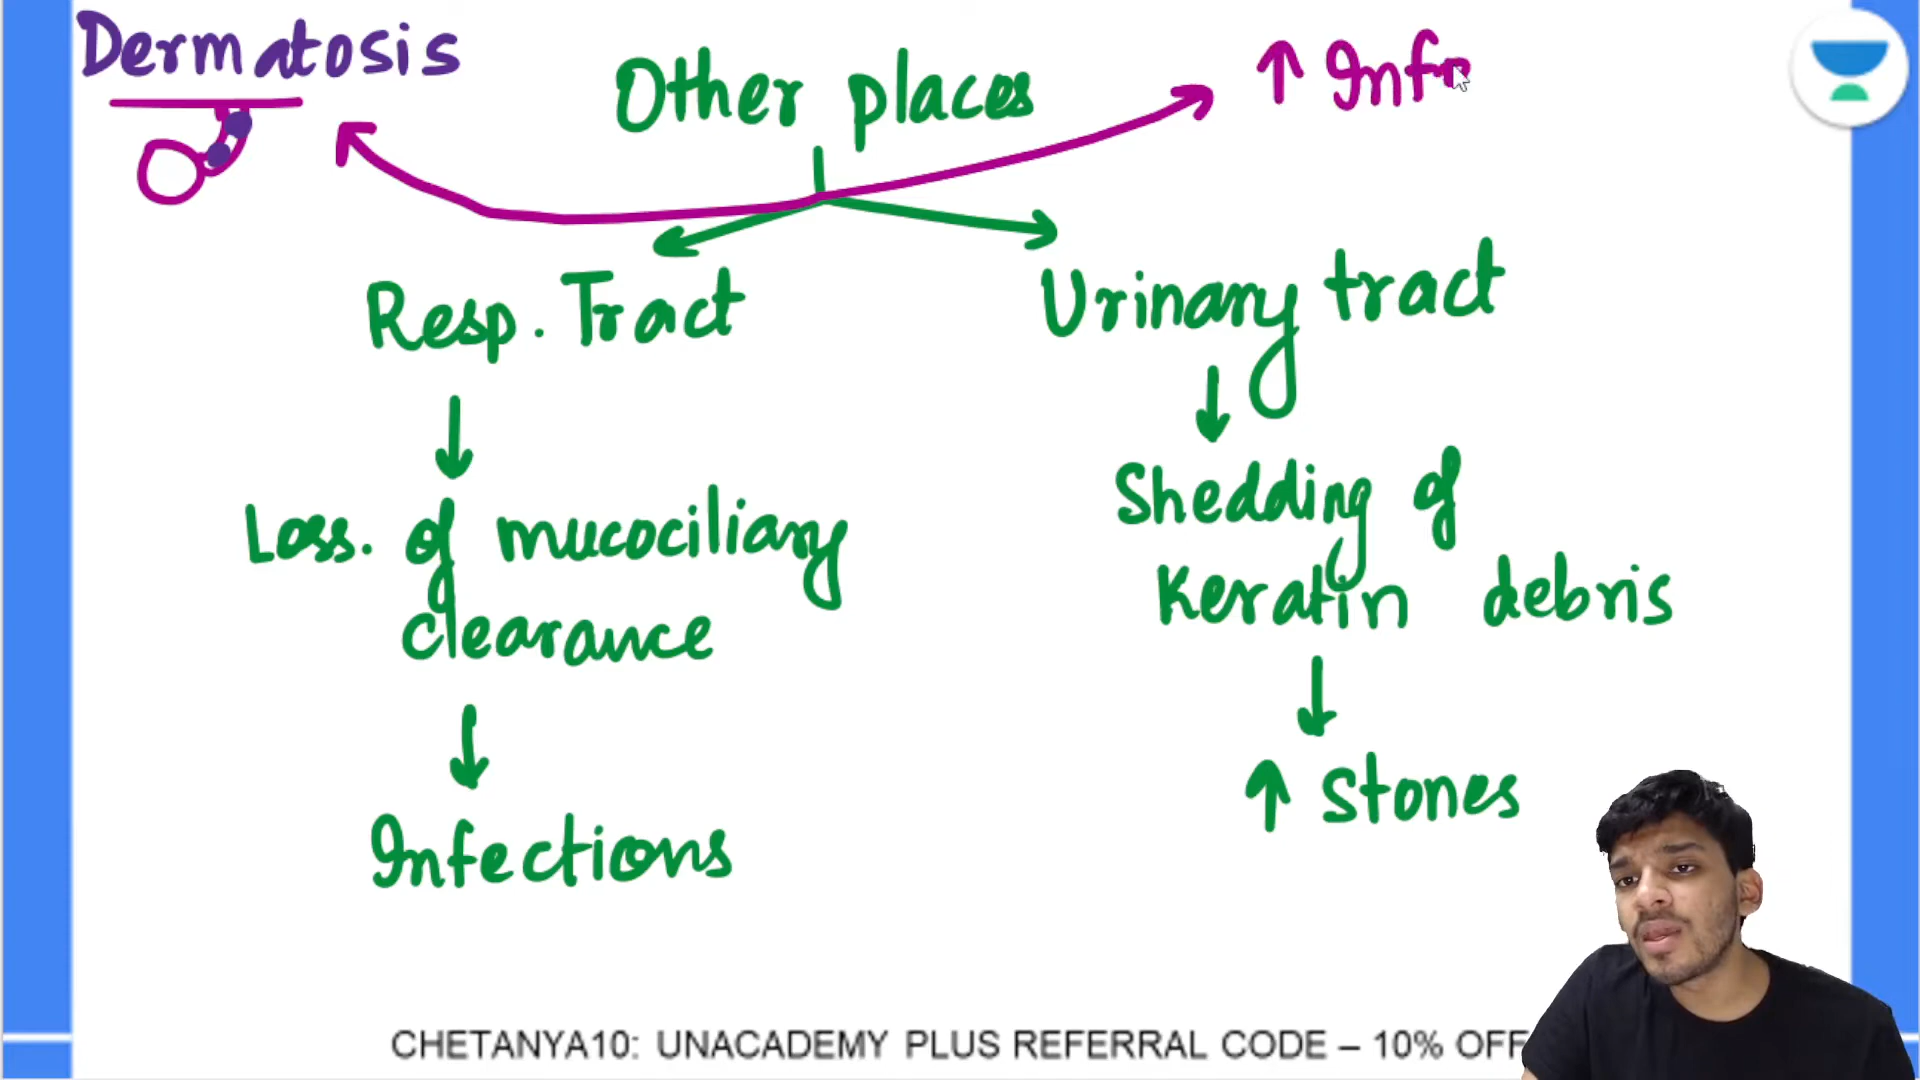 Dermatosis
Other places
↑ Infe
Resp. Tract
Urinary tract
↓
↓
Loss. of mucociliary
clearance
Shedding of
Keratin debris
↓
↓
Infections
↑ Stones
CHETANYA10: UNACADEMY PLUS REFERRAL CODE – 10% OFF